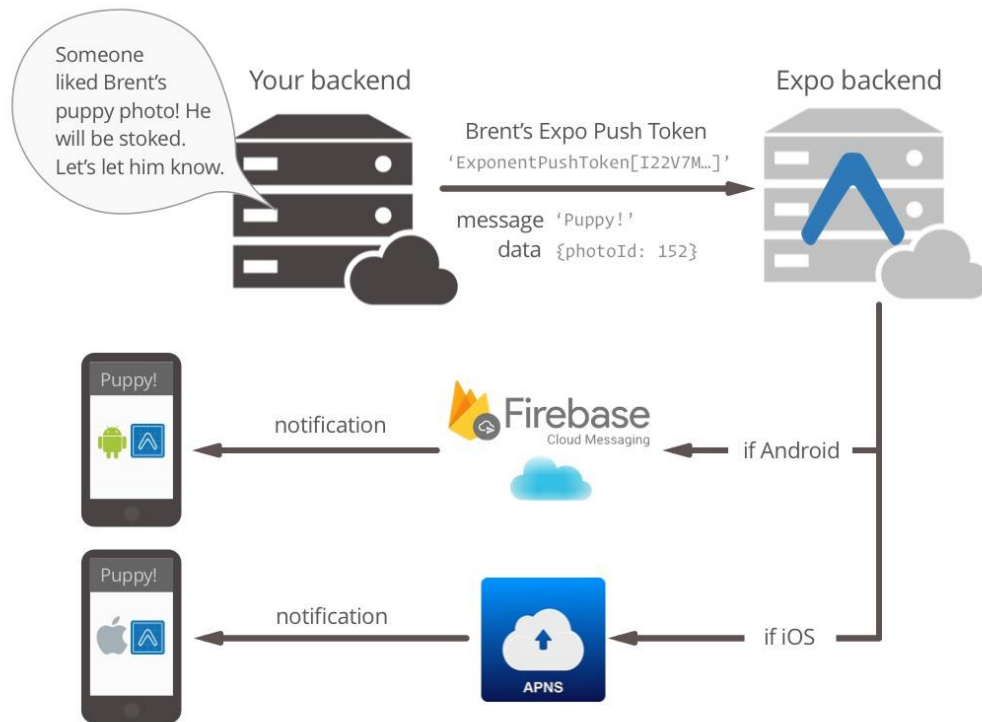 Someone
liked Brent’s
puppy photo! He
will be stoked.
Let’s let him know.
Your backend
Expo backend
Brent’s Expo Push Token
‘ExponentPushToken[I22V7M…]’
message ‘Puppy!’
data {photoId: 152}
Puppy!
notification
Firebase
Cloud Messaging
if Android
Puppy!
notification
APNS
if iOS